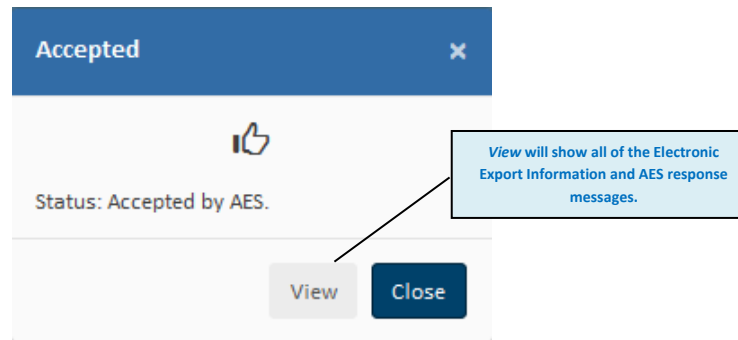 Accepted
×
View will show all of the Electronic
Export Information and AES response
messages.
Status: Accepted by AES.
View
Close